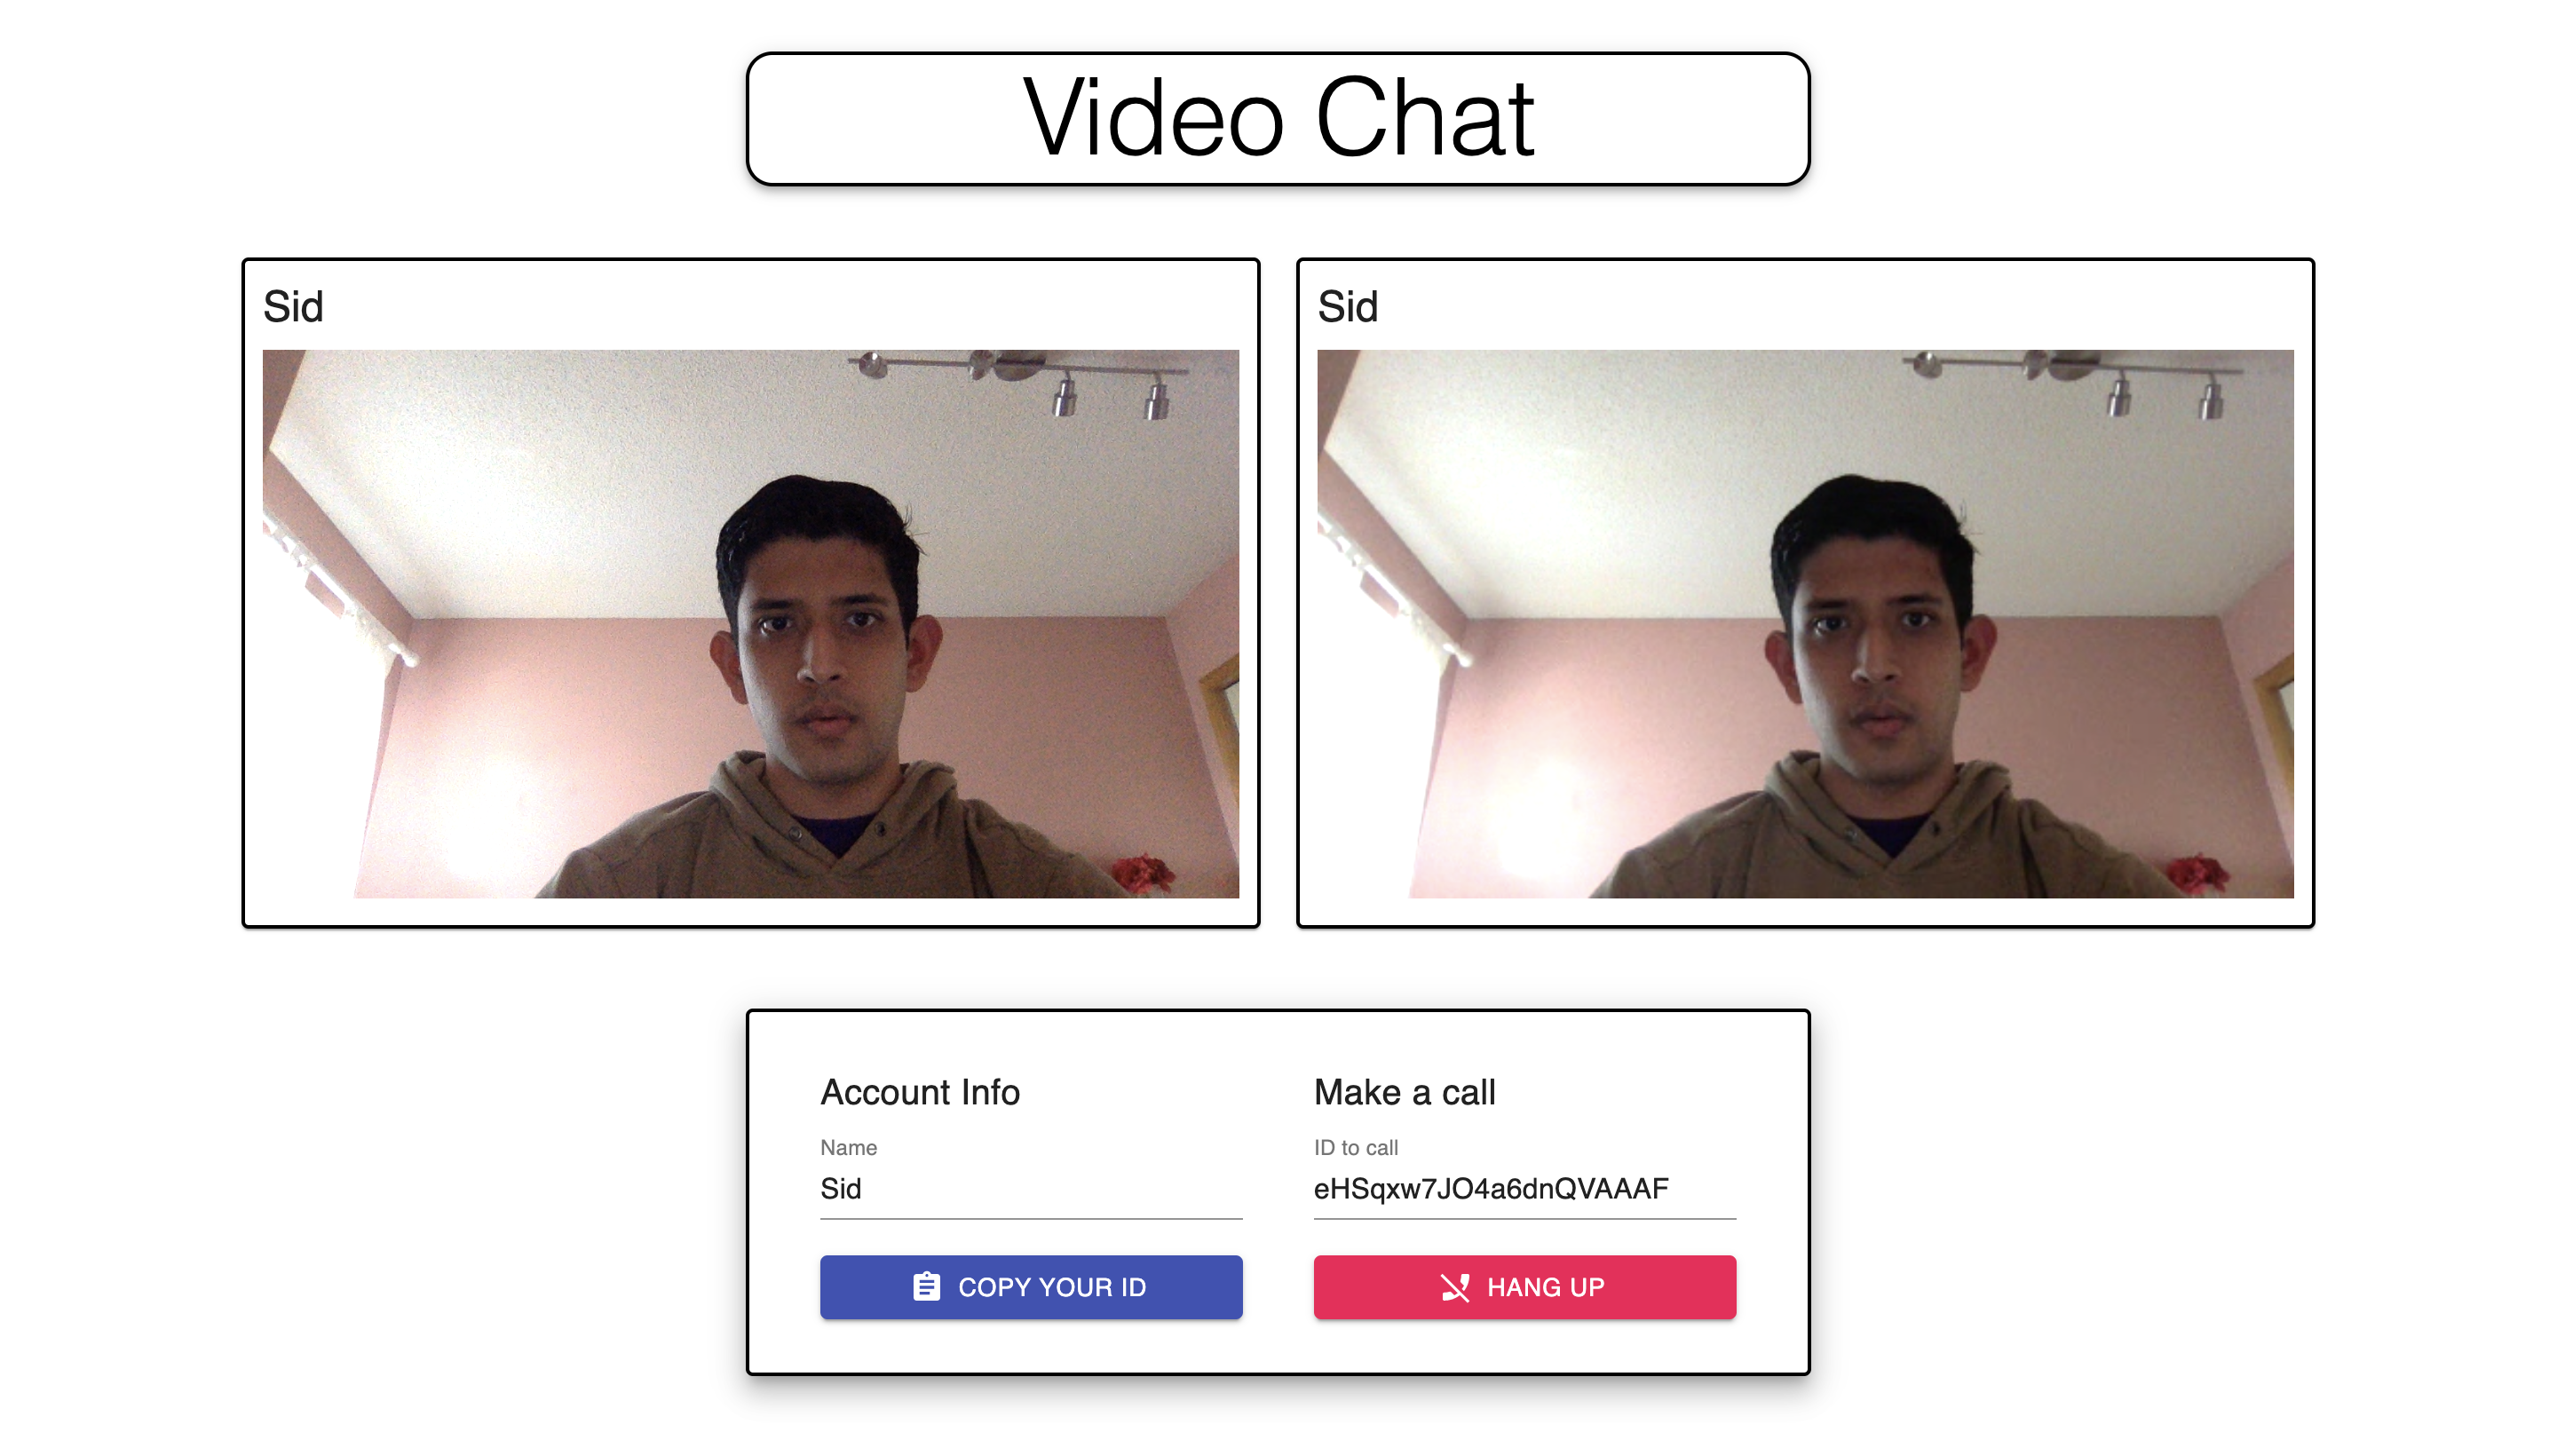 Video Chat
Sid
Sid
Account Info
Name
Sid
COPY YOUR ID
Make a call
ID to call
eHSqxw7JO4a6dnQVAAAF
HANG UP